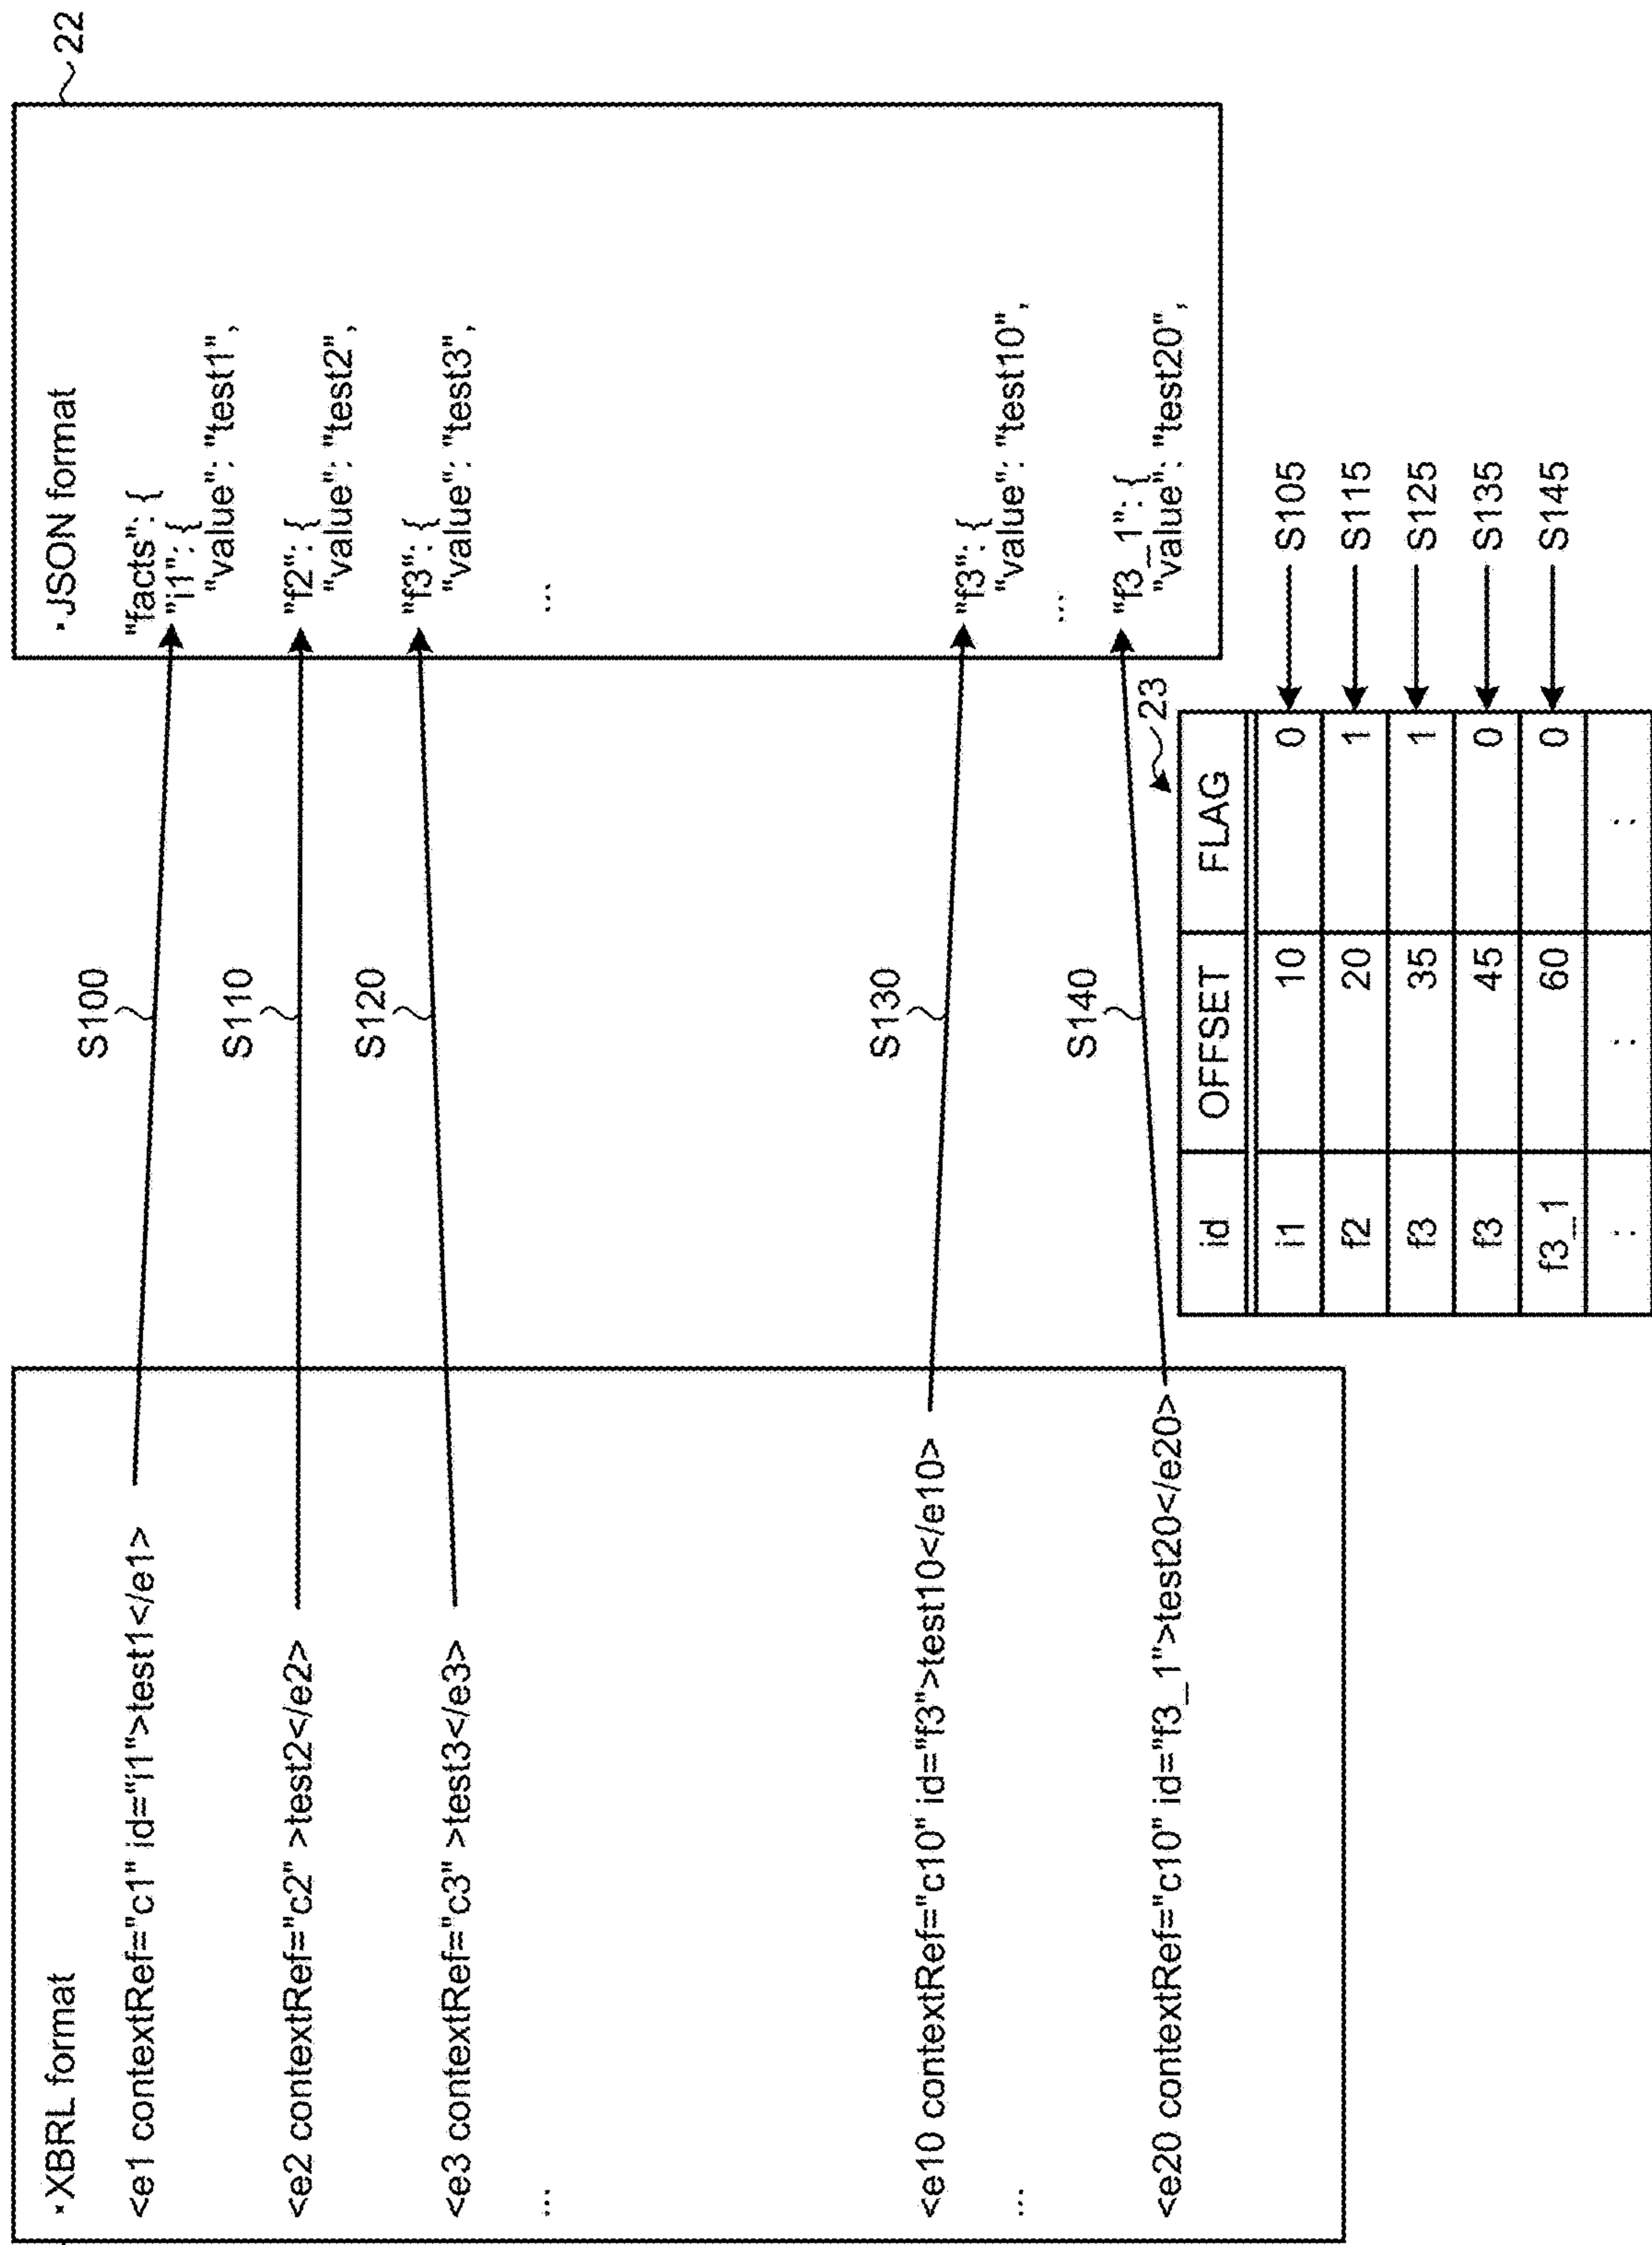 ·XBRL format
<e1 contextRef="c1" id="i1">test1</e1>
<e2 contextRef="c2" >test2</e2>
<e3 contextRef="c3" >test3</e3>
...
<e10 contextRef="c10" id="f3">test10</e10>
...
<e20 contextRef="c10" id="f3_1">test20</e20>
S100
S110
S120
S130
S140
22
·JSON format
"facts": {
"i1": {
"value": "test1",
"f2": {
"value": "test2",
"f3": {
"value": "test3",
...
"f3": {
"value": "test10",
...
"f3_1": {
"value": "test20",
23
id OFFSET FLAG
i1 10 0
f2 20 1
f3 35 1
f3 45 0
f3_1 60 0
: : :
S105
S115
S125
S135
S145